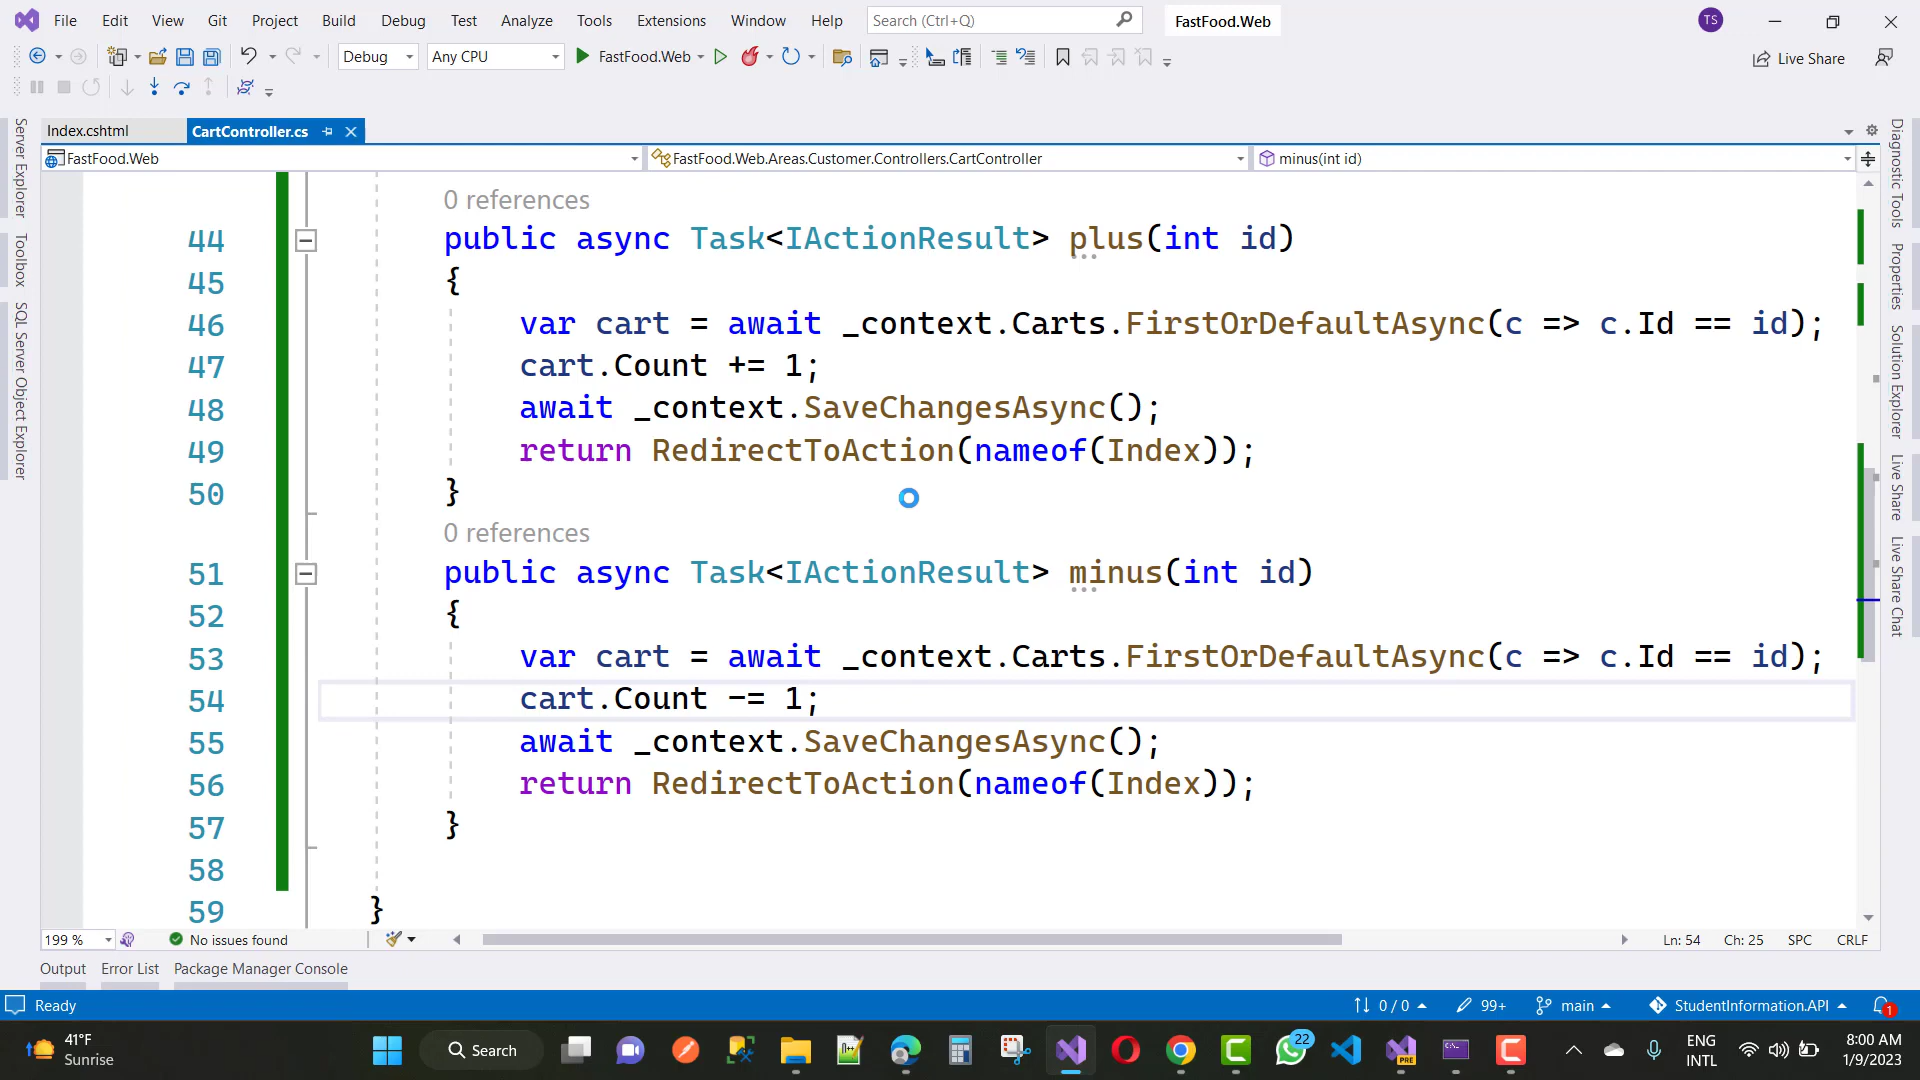 File Edit View Git Project Build Debug Test Analyze Tools Extensions Window Help Search (Ctrl+Q) FastFood.Web TS
Debug Any CPU FastFood.Web Live Share
Index.cshtml CartController.cs
FastFood.Web FastFood.Web.Areas.Customer.Controllers.CartController minus(int id)
Server Explorer
Toolbox
SQL Server Object Explorer
0 references
44 public async Task<IActionResult> plus(int id)
45 {
46 var cart = await _context.Carts.FirstOrDefaultAsync(c => c.Id == id);
47 cart.Count += 1;
48 await _context.SaveChangesAsync();
49 return RedirectToAction(nameof(Index));
50 }
0 references
51 public async Task<IActionResult> minus(int id)
52 {
53 var cart = await _context.Carts.FirstOrDefaultAsync(c => c.Id == id);
54 cart.Count -= 1;
55 await _context.SaveChangesAsync();
56 return RedirectToAction(nameof(Index));
57 }
58
59 }
Diagnostic Tools
Properties
Solution Explorer
Live Share
Live Share Chat
199 % No issues found Ln: 54 Ch: 25 SPC CRLF
Output Error List Package Manager Console
Ready 0 / 0 99+ main StudentInformation.API 1
41°F
Sunrise
Search
22
PRE
ENG
INTL
8:00 AM
1/9/2023